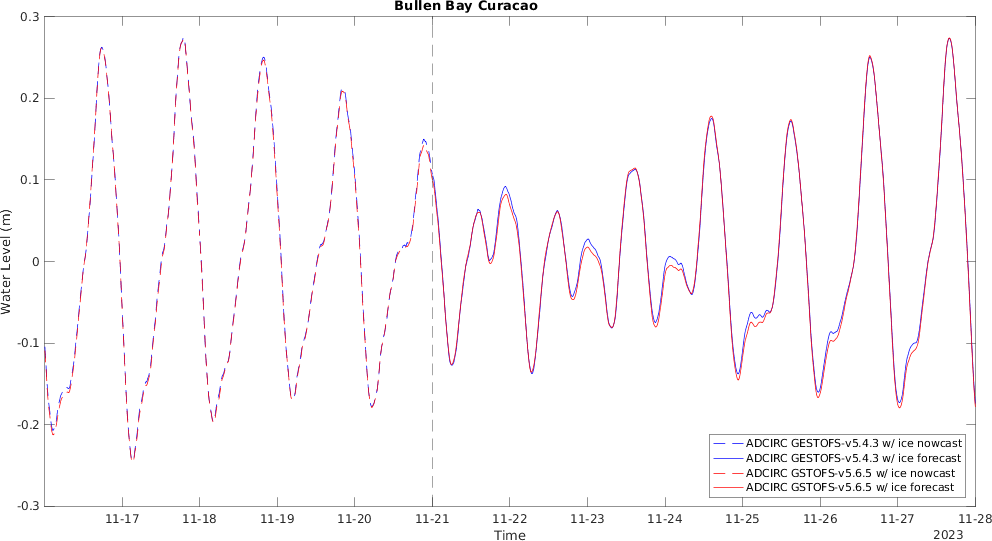 Bullen Bay Curacao
0.3
0.2
0.1
0
-0.1
-0.2
-0.3
Water Level (m)
11-17 11-18 11-19 11-20 11-21 11-22 11-23 11-24 11-25 11-26 11-27 11-28
Time
2023
ADCIRC GESTOFS-v5.4.3 w/ ice nowcast
ADCIRC GESTOFS-v5.4.3 w/ ice forecast
ADCIRC GSTOFS-v5.6.5 w/ ice nowcast
ADCIRC GSTOFS-v5.6.5 w/ ice forecast